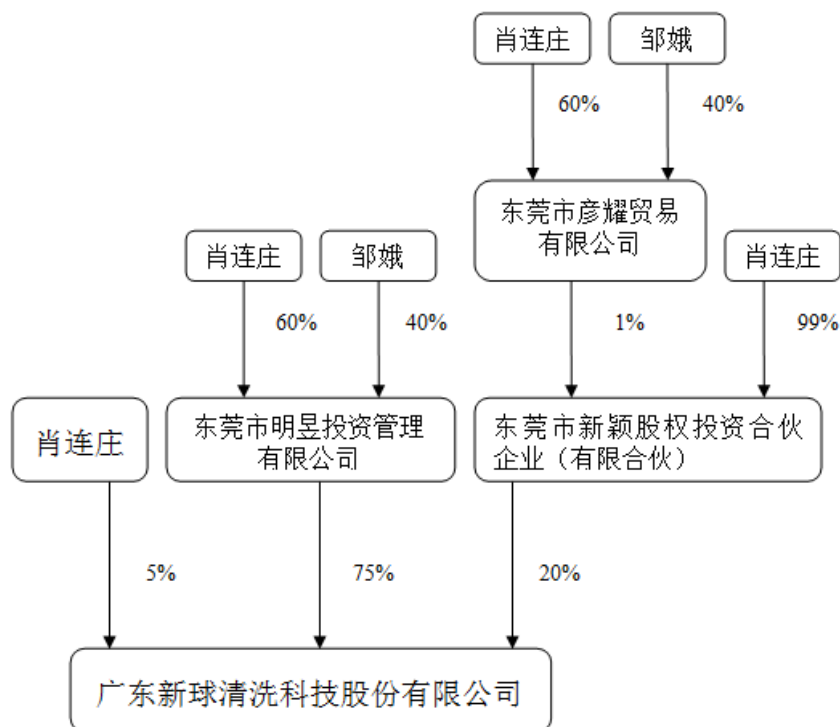 肖连庄
邹娥
60%
40%
东莞市彦耀贸易
有限公司
肖连庄
邹娥
肖连庄
60%
40%
1%
99%
肖连庄
东莞市明昱投资管理
有限公司
东莞市新颖股权投资合伙
企业（有限合伙）
5%
75%
20%
广东新球清洗科技股份有限公司